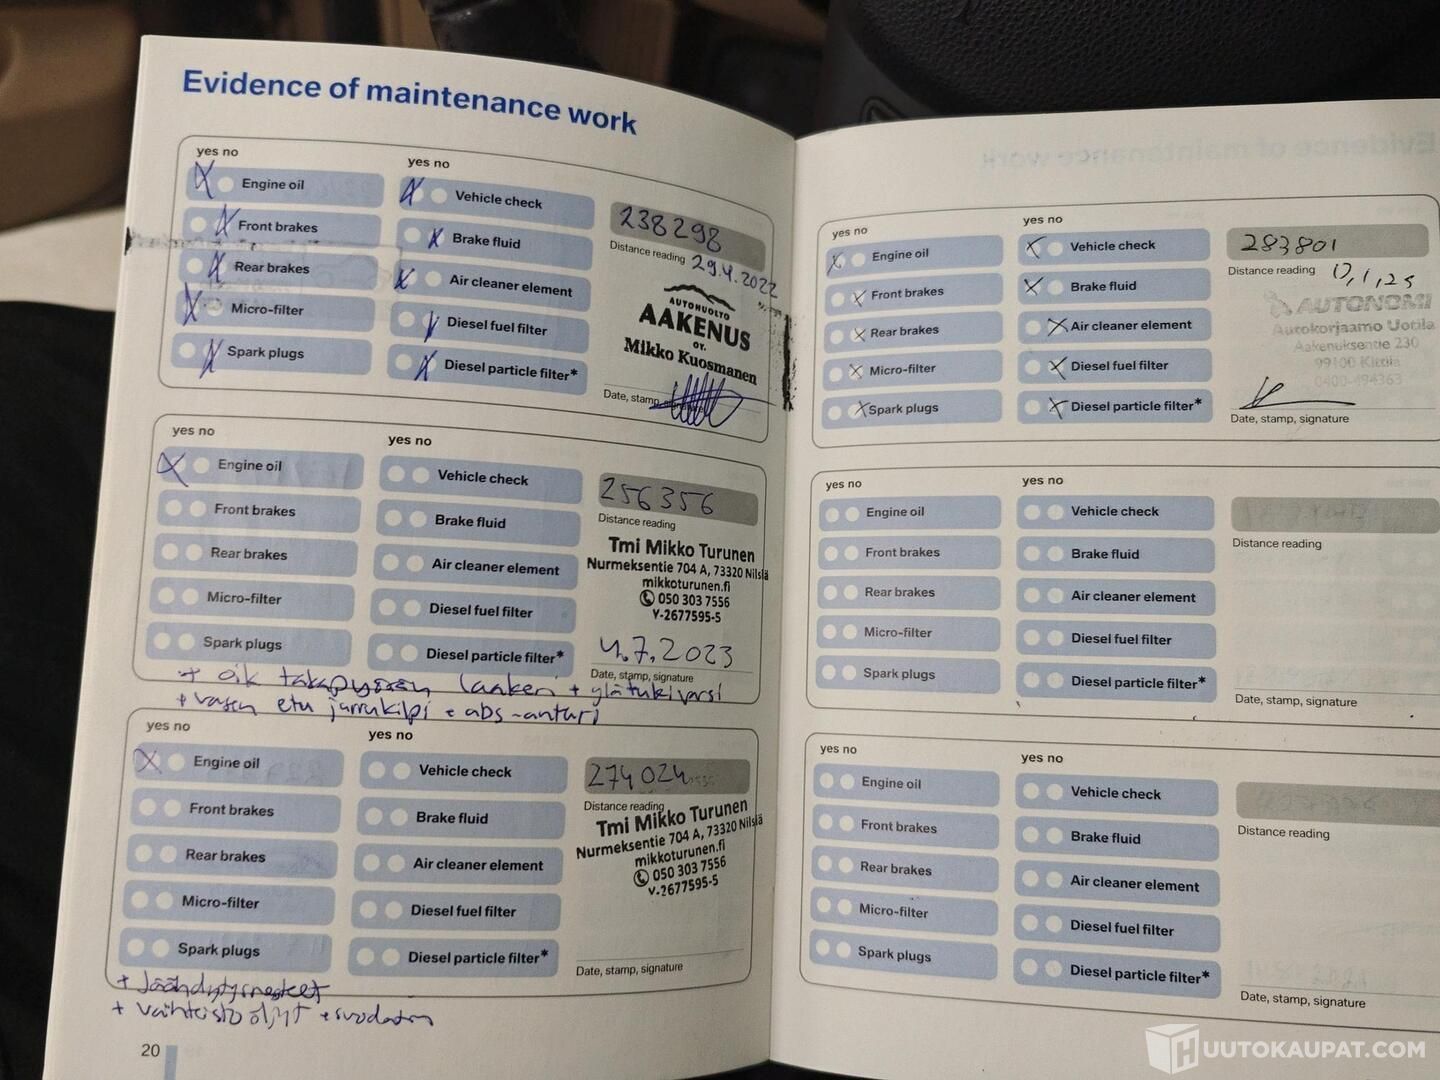 Evidence of maintenance work
yes no
yes no
Engine oil
Vehicle check
Front brakes
Brake fluid
Rear brakes
Air cleaner element
Micro-filter
Diesel fuel filter
Spark plugs
Diesel particle filter*
238298
Distance reading
29.4.2022
AUTOHUOLTO
AAKENUS
OY.
Mikko Kuosmanen
Date, stamp, signature
yes no
yes no
Engine oil
Vehicle check
Front brakes
Brake fluid
Rear brakes
Air cleaner element
Micro-filter
Diesel fuel filter
Spark plugs
Diesel particle filter*
256356
Distance reading
Tmi Mikko Turunen
Nurmeksentie 704 A, 73320 Nilsiä
mikkoturunen.fi
050 303 7556
Y-2677595-5
4.7.2023
Date, stamp, signature
+ oik takapyörän laakeri + ylätukivarsi
+ vasen etu jarrukilpi + abs-anturi
yes no
yes no
Engine oil
Vehicle check
Front brakes
Brake fluid
Rear brakes
Air cleaner element
Micro-filter
Diesel fuel filter
Spark plugs
Diesel particle filter*
274024
Distance reading
Tmi Mikko Turunen
Nurmeksentie 704 A, 73320 Nilsiä
mikkoturunen.fi
050 303 7556
Y-2677595-5
Date, stamp, signature
+ Jäähdytysnesteet
+ vaihteisto öljyt + suodatin
20
yes no
yes no
Engine oil
Vehicle check
Front brakes
Brake fluid
Rear brakes
Air cleaner element
Micro-filter
Diesel fuel filter
Spark plugs
Diesel particle filter*
283801
Distance reading
AUTONOMI
Autokorjaamo Uotila
Aakenuksentie 230
99100 Kittilä
0400-494363
Date, stamp, signature
yes no
yes no
Engine oil
Vehicle check
Front brakes
Brake fluid
Rear brakes
Air cleaner element
Micro-filter
Diesel fuel filter
Spark plugs
Diesel particle filter*
Distance reading
Date, stamp, signature
yes no
yes no
Engine oil
Vehicle check
Front brakes
Brake fluid
Rear brakes
Air cleaner element
Micro-filter
Diesel fuel filter
Spark plugs
Diesel particle filter*
Distance reading
Date, stamp, signature
HUUTOKAUPAT.COM